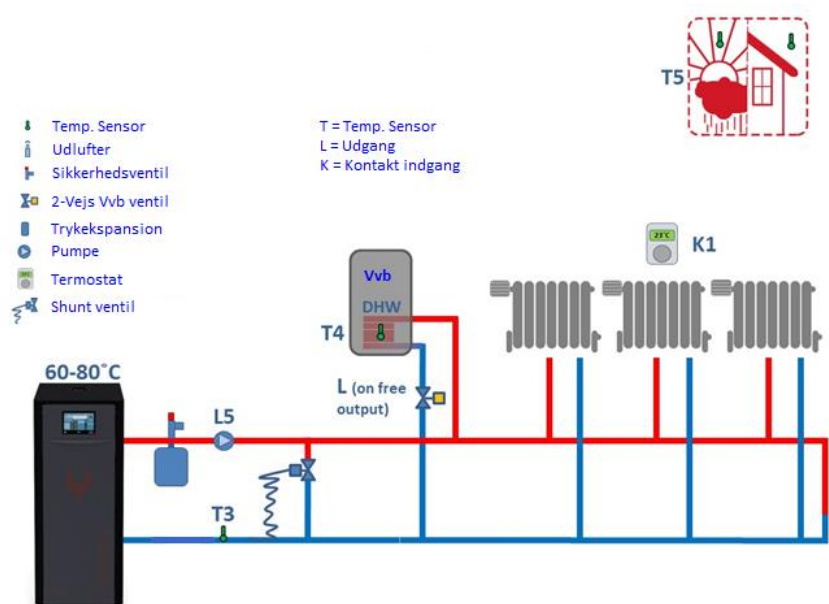 T5
Temp. Sensor
Udlufter
Sikkerhedsventil
2-Vejs Vvb ventil
Trykekspansion
Pumpe
Termostat
Shunt ventil
T = Temp. Sensor
L = Udgang
K = Kontakt indgang
23°C
K1
Vvb
DHW
T4
60-80°C
L5
L (on free
output)
T3